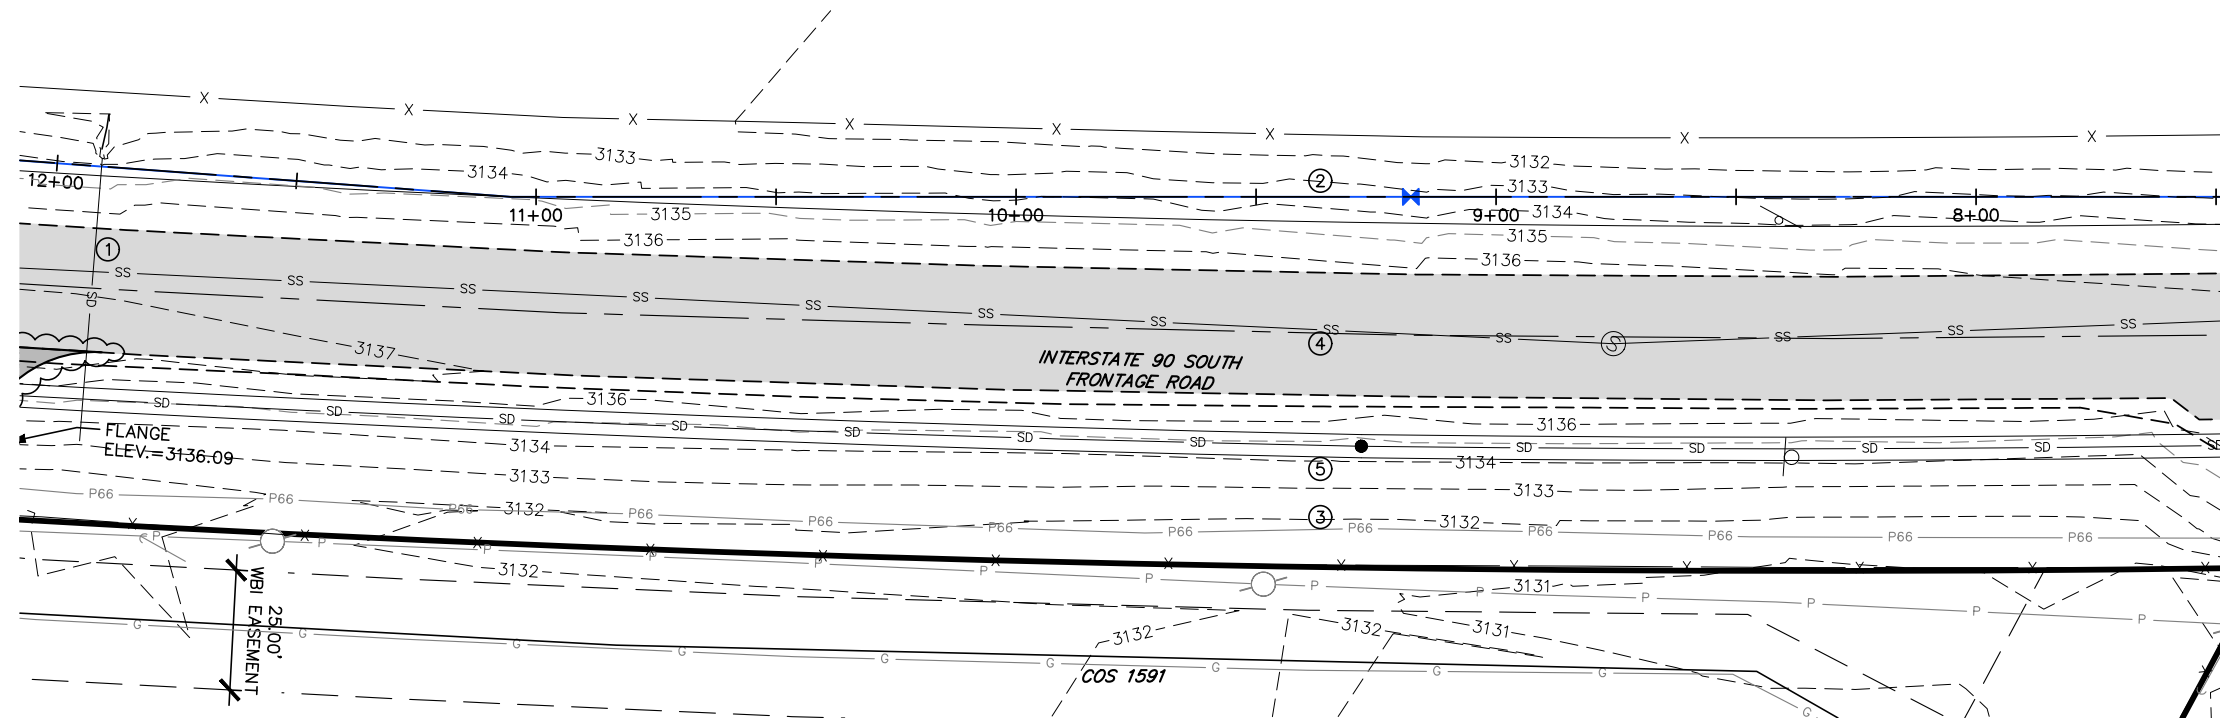 X X X X X X X X
3133
3132
3134
3133
2
12+00
11+00
3135
10+00
9+00
3134
8+00
1
3136
3135
3136
SS SS SS SS SS SS SS SS SS SS SS SS
SD
S
3137
4
INTERSTATE 90 SOUTH
FRONTAGE ROAD
3136
SD SD SD SD SD SD SD SD SD SD SD SD
3136
FLANGE
ELEV.=3136.09
3134
3134
5
3133
3133
P66 P66 P66 P66 P66 P66 P66 P66 P66 P66 P66 P66
3132
3
3132
X X X X X X X X X X X X X
P P P P P P P P P P P P P
3132
3131
25.00'
WBI EASEMENT
3132
3132
3131
G G G G G G G G G G G
COS 1591